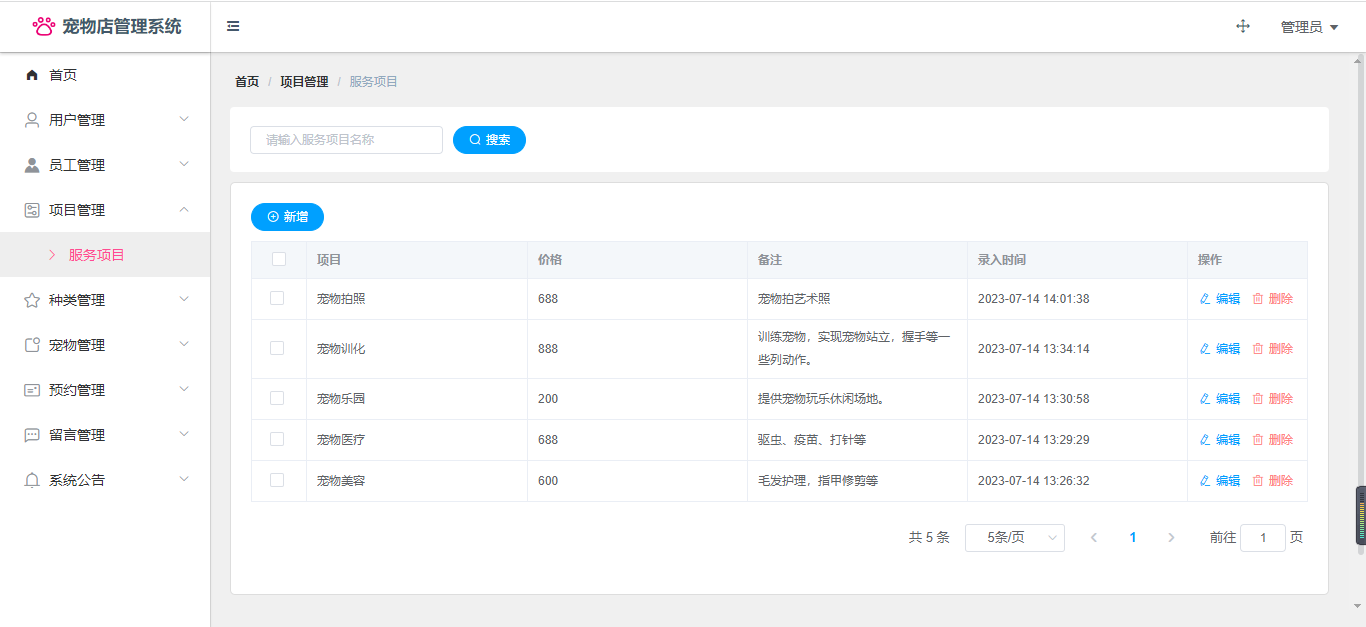 宠物店管理系统
管理员
首页
用户管理
员工管理
项目管理
服务项目
种类管理
宠物管理
预约管理
留言管理
系统公告
首页 / 项目管理 / 服务项目
请输入服务项目名称 搜索
新增
项目 价格 备注 录入时间 操作
宠物拍照 688 宠物拍艺术照 2023-07-14 14:01:38 编辑 删除
宠物训化 888 训练宠物，实现宠物站立，握手等一
些列动作。 2023-07-14 13:34:14 编辑 删除
宠物乐园 200 提供宠物玩乐休闲场地。 2023-07-14 13:30:58 编辑 删除
宠物医疗 688 驱虫、疫苗、打针等 2023-07-14 13:29:29 编辑 删除
宠物美容 600 毛发护理，指甲修剪等 2023-07-14 13:26:32 编辑 删除
共 5 条 5条/页 1 前往 1 页